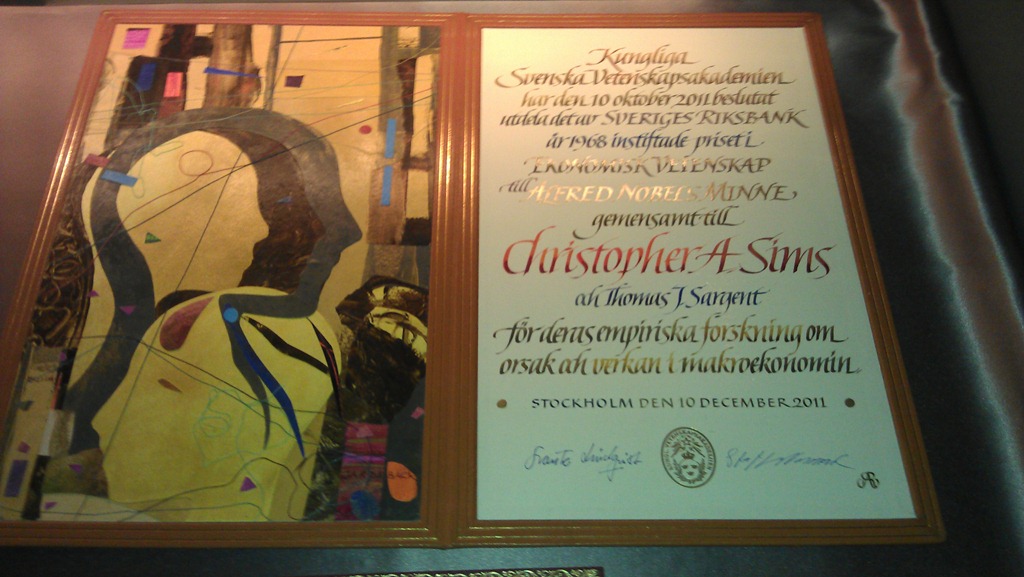 Kungliga
Svenska Vetenskapsakademien
har den 10 oktober 2011 beslutat
utdela det av SVERIGES RIKSBANK
år 1968 instiftade priset i
EKONOMISK VETENSKAP
till ALFRED NOBELS MINNE
gemensamt till
Christopher A Sims
och Thomas J. Sargent
för deras empiriska forskning om
orsak och verkan i makroekonomin.
STOCKHOLM DEN 10 DECEMBER 2011